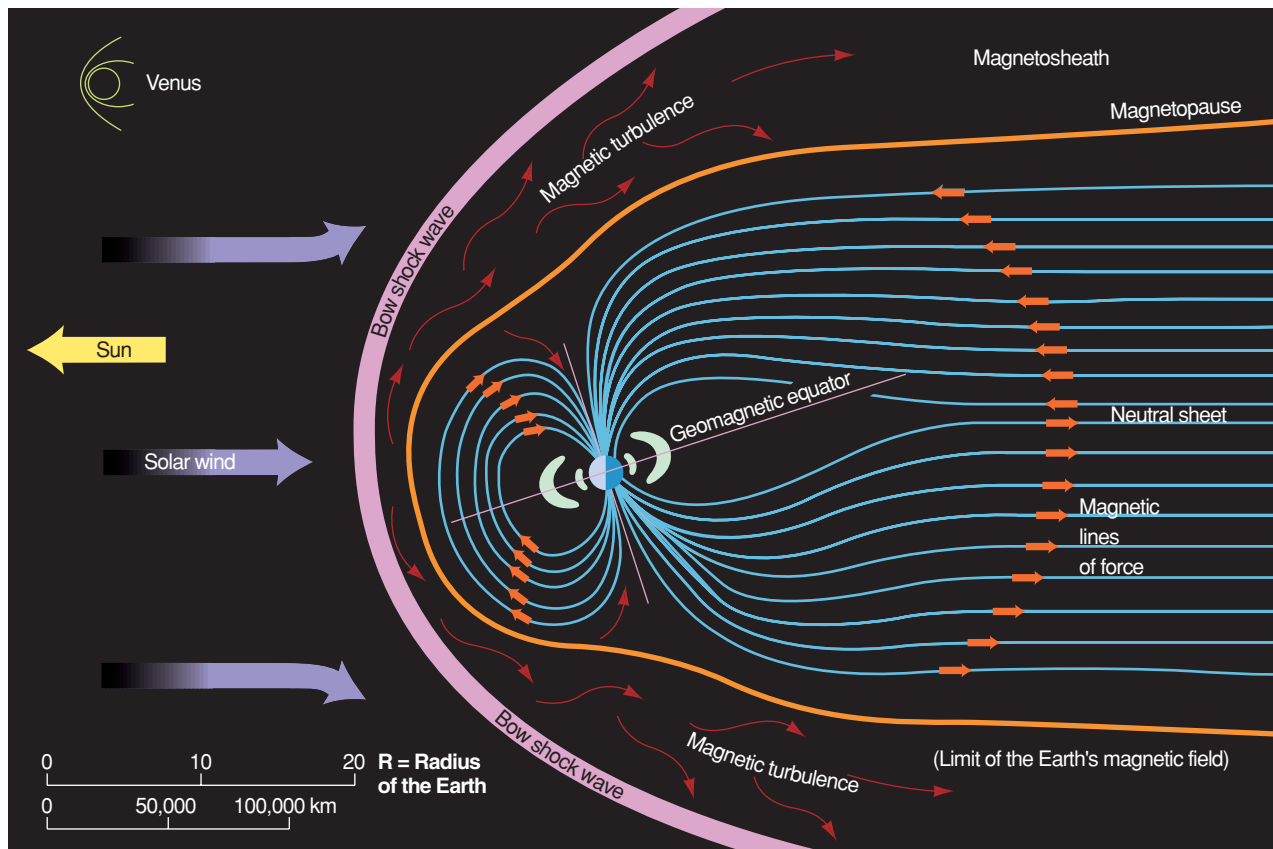 Venus
Magnetosheath
Magnetopause
Magnetic turbulence
Bow shock wave
Sun
Geomagnetic equator
Neutral sheet
Solar wind
Magnetic
lines
of force
Bow shock wave
Magnetic turbulence
(Limit of the Earth's magnetic field)
0 10 20 R = Radius
of the Earth
0 50,000 100,000 km